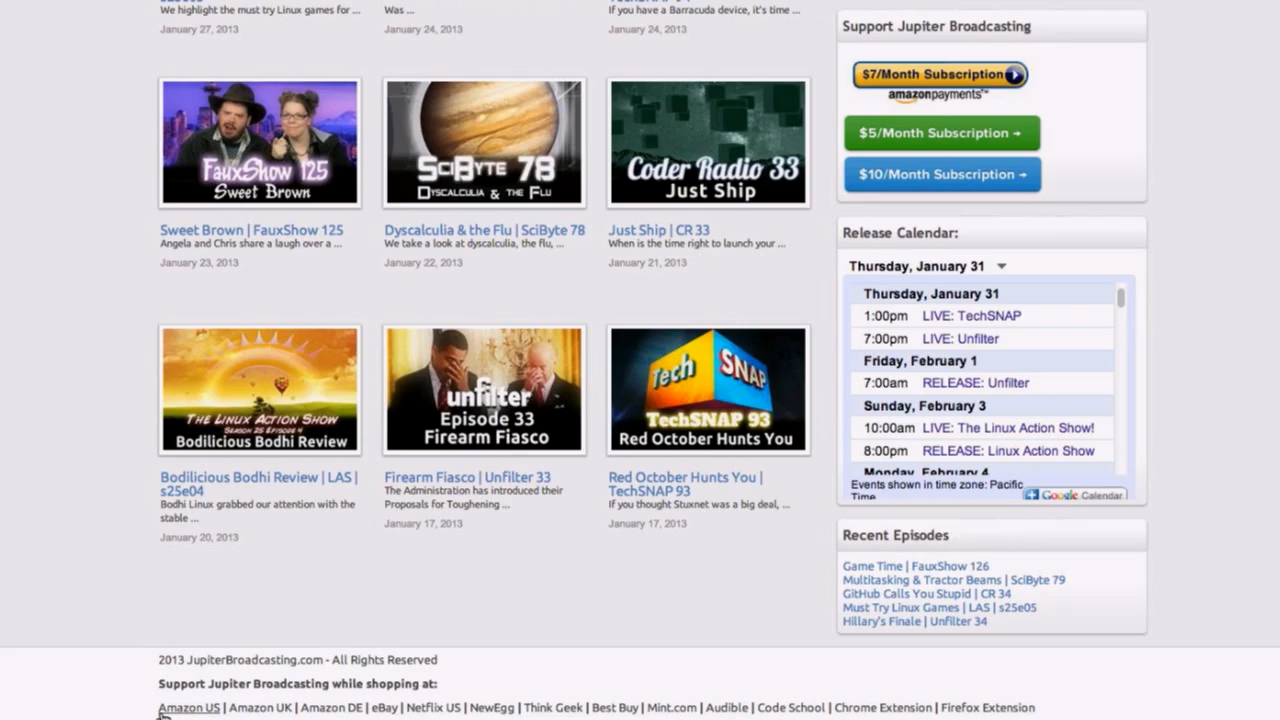 s25e05
We highlight the must try Linux games for ...
January 27, 2013
Was ...
January 24, 2013
If you have a Barracuda device, it's time ...
January 24, 2013
FauxShow 125
Sweet Brown
Sweet Brown | FauxShow 125
Angela and Chris share a laugh over a ...
January 23, 2013
SciByte 78
Dyscalculia & the Flu
Dyscalculia & the Flu | SciByte 78
We take a look at dyscalculia, the flu, ...
January 22, 2013
Coder Radio 33
Just Ship
Just Ship | CR 33
When is the time right to launch your ...
January 21, 2013
The Linux Action Show
Season 25 Episode 4
Bodilicious Bodhi Review
Bodilicious Bodhi Review | LAS |
s25e04
Bodhi Linux grabbed our attention with the
stable ...
January 20, 2013
unfilter
Episode 33
Firearm Fiasco
Firearm Fiasco | Unfilter 33
The Administration has introduced their
Proposals for Toughening ...
January 17, 2013
Tech SNAP
TechSNAP 93
Red October Hunts You
Red October Hunts You |
TechSNAP 93
If you thought Stuxnet was a big deal, ...
January 17, 2013
Support Jupiter Broadcasting
$7/Month Subscription
amazonpayments™
$5/Month Subscription →
$10/Month Subscription →
Release Calendar:
Thursday, January 31
Thursday, January 31
1:00pm LIVE: TechSNAP
7:00pm LIVE: Unfilter
Friday, February 1
7:00am RELEASE: Unfilter
Sunday, February 3
10:00am LIVE: The Linux Action Show!
8:00pm RELEASE: Linux Action Show
Monday, February 4
Events shown in time zone: Pacific
Time
Google Calendar
Recent Episodes
Game Time | FauxShow 126
Multitasking & Tractor Beams | SciByte 79
GitHub Calls You Stupid | CR 34
Must Try Linux Games | LAS | s25e05
Hillary's Finale | Unfilter 34
2013 JupiterBroadcasting.com - All Rights Reserved
Support Jupiter Broadcasting while shopping at:
Amazon US | Amazon UK | Amazon DE | eBay | Netflix US | NewEgg | Think Geek | Best Buy | Mint.com | Audible | Code School | Chrome Extension | Firefox Extension